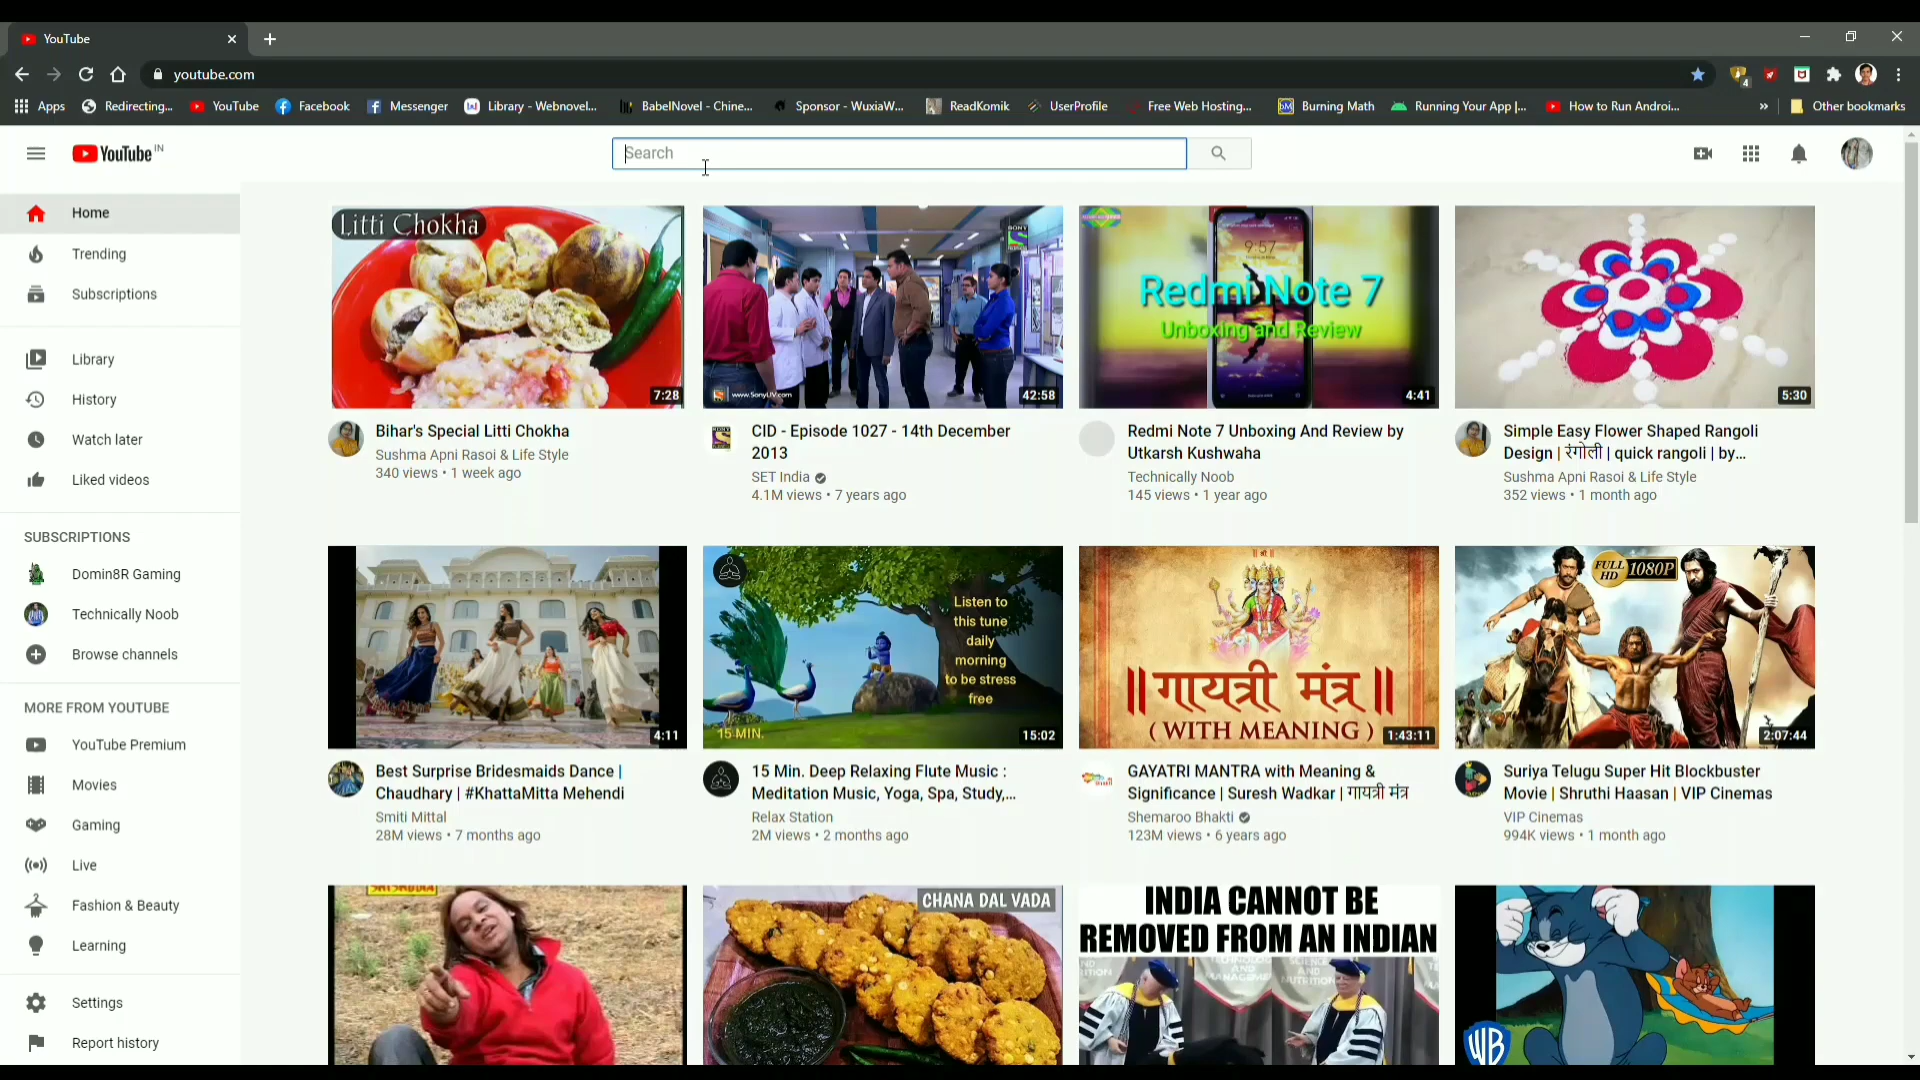 YouTube
youtube.com
4
Apps Redirecting... YouTube Facebook Messenger Library - Webnovel... BabelNovel - Chine... Sponsor - WuxiaW... ReadKomik UserProfile Free Web Hosting... Burning Math Running Your App |... How to Run Androi... » Other bookmarks
YouTube IN
Search
Home
Trending
Subscriptions
Library
History
Watch later
Liked videos
SUBSCRIPTIONS
Domin8R Gaming
Technically Noob
Browse channels
MORE FROM YOUTUBE
YouTube Premium
Movies
Gaming
Live
Fashion & Beauty
Learning
Settings
Report history
Litti Chokha
7:28
Bihar's Special Litti Chokha
Sushma Apni Rasoi & Life Style
340 views • 1 week ago
SONY
www.SonyLIV.com
42:58
CID - Episode 1027 - 14th December
2013
SET India
4.1M views • 7 years ago
9:57
Redmi Note 7
Unboxing and Review
4:41
Redmi Note 7 Unboxing And Review by
Utkarsh Kushwaha
Technically Noob
145 views • 1 year ago
5:30
Simple Easy Flower Shaped Rangoli
Design | रंगोली | quick rangoli | by...
Sushma Apni Rasoi & Life Style
352 views • 1 month ago
4:11
Best Surprise Bridesmaids Dance |
Chaudhary | #KhattaMitta Mehendi
Smiti Mittal
28M views • 7 months ago
Listen to
this tune
daily
morning
to be stress
free
15 MIN.
15:02
15 Min. Deep Relaxing Flute Music :
Meditation Music, Yoga, Spa, Study,...
Relax Station
2M views • 2 months ago
॥ श्री ॥
॥ गायत्री मंत्र ॥
( WITH MEANING )
1:43:11
GAYATRI MANTRA with Meaning &
Significance | Suresh Wadkar | गायत्री मंत्र
Shemaroo Bhakti
123M views • 6 years ago
FULL HD 1080P
2:07:44
Suriya Telugu Super Hit Blockbuster
Movie | Shruthi Haasan | VIP Cinemas
VIP Cinemas
994K views • 1 month ago
CHANA DAL VADA
INDIA CANNOT BE
REMOVED FROM AN INDIAN
WB